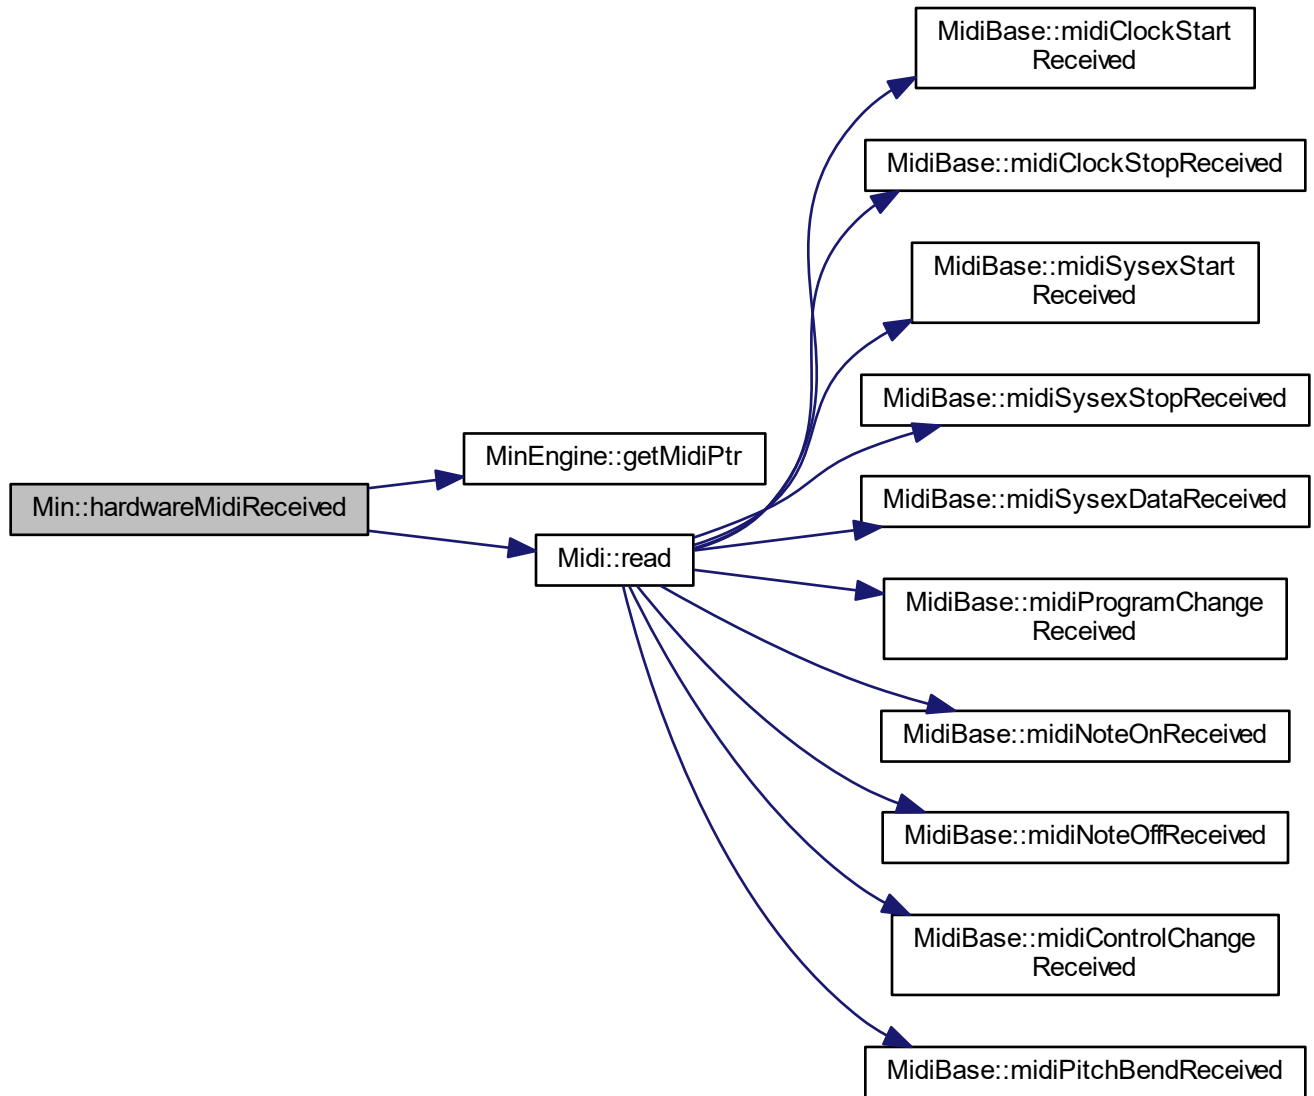 MidiBase::midiClockStart
Received
MidiBase::midiClockStopReceived
MidiBase::midiSysexStart
Received
MidiBase::midiSysexStopReceived
MinEngine::getMidiPtr
MidiBase::midiSysexDataReceived
Min::hardwareMidiReceived
Midi::read
MidiBase::midiProgramChange
Received
MidiBase::midiNoteOnReceived
MidiBase::midiNoteOffReceived
MidiBase::midiControlChange
Received
MidiBase::midiPitchBendReceived